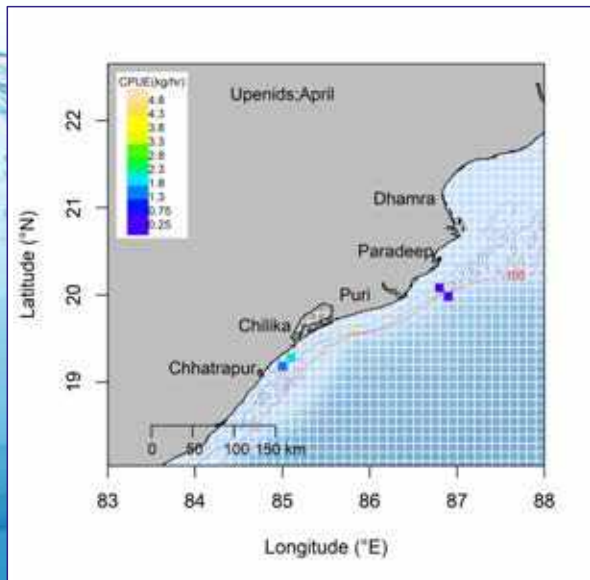 CPUE(kg/hr)
4.8
4.3
3.8
3.3
2.8
2.3
1.8
1.3
0.75
0.25
Upenids;April
Dhamra
Paradeep
Puri
Chilika
Chhatrapur
100
0 50 100 150 km
22
21
20
19
Latitude (°N)
83 84 85 86 87 88
Longitude (°E)